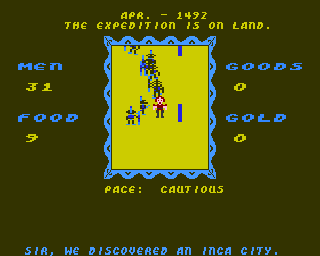 APR. - 1492
THE EXPEDITION IS ON LAND.
MEN
31
GOODS
0
FOOD
9
GOLD
0
PACE: CAUTIOUS
SIR, WE DISCOVERED AN INCA CITY.